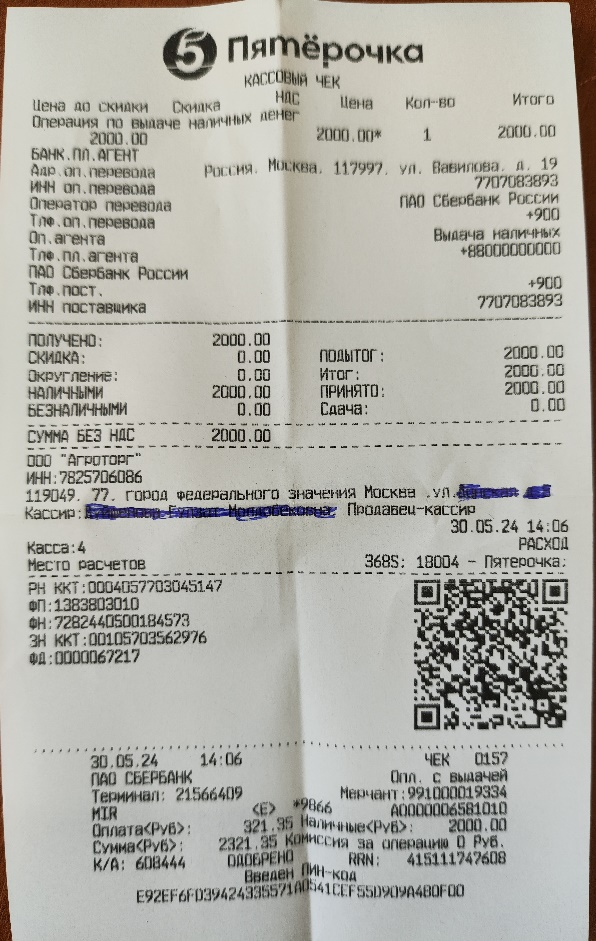 5 Пятёрочка
КАССОВЫЙ ЧЕК
Цена до скидки Скидка НДС Цена Кол-во Итого
Операция по выдаче наличных денег
2000.00 2000.00* 1 2000.00
БАНК.ПЛ.АГЕНТ
Адр.оп.перевода Россия. Москва. 117997. ул. Вавилова. д. 19
ИНН оп.перевода 7707083893
Оператор перевода ПАО Сбербанк России
Тлф.оп.перевода +900
Оп.агента Выдача наличных
Тлф.пл.агента +88000000000
ПАО Сбербанк России
Тлф.пост. +900
ИНН поставщика 7707083893
ПОЛУЧЕНО: 2000.00
СКИДКА: 0.00 ПОДЫТОГ: 2000.00
Округление: 0.00 Итог: 2000.00
НАЛИЧНЫМИ 2000.00 ПРИНЯТО: 2000.00
БЕЗНАЛИЧНЫМИ 0.00 Сдача: 0.00
СУММА БЕЗ НДС 2000.00
ООО "Агроторг"
ИНН:7825706086
119049. 77. город федерального значения Москва .ул.
Кассир: Продавец-кассир
30.05.24 14:06
Касса:4 РАСХОД
Место расчетов 368S: 18004 - Пятерочка:
РН ККТ:0004057703045147
ФП:1383803010
ФН:7282440500184573
ЗН ККТ:00105703562976
ФД:0000067217
30.05.24 14:06 ЧЕК 0157
ПАО СБЕРБАНК Опл. с выдачей
Терминал: 21566409 Мерчант:991000019334
MIR <E> *9866 A0000006581010
Оплата<Руб>: 321.35 Наличные<Руб>: 2000.00
Сумма<Руб>: 2321.35 Комиссия за операцию 0 Руб.
К/А: 608444 ОДОБРЕНО RRN: 415111747608
Введен ПИН-код
E92EF6FD39424335571A0541CEF55D909A480F00